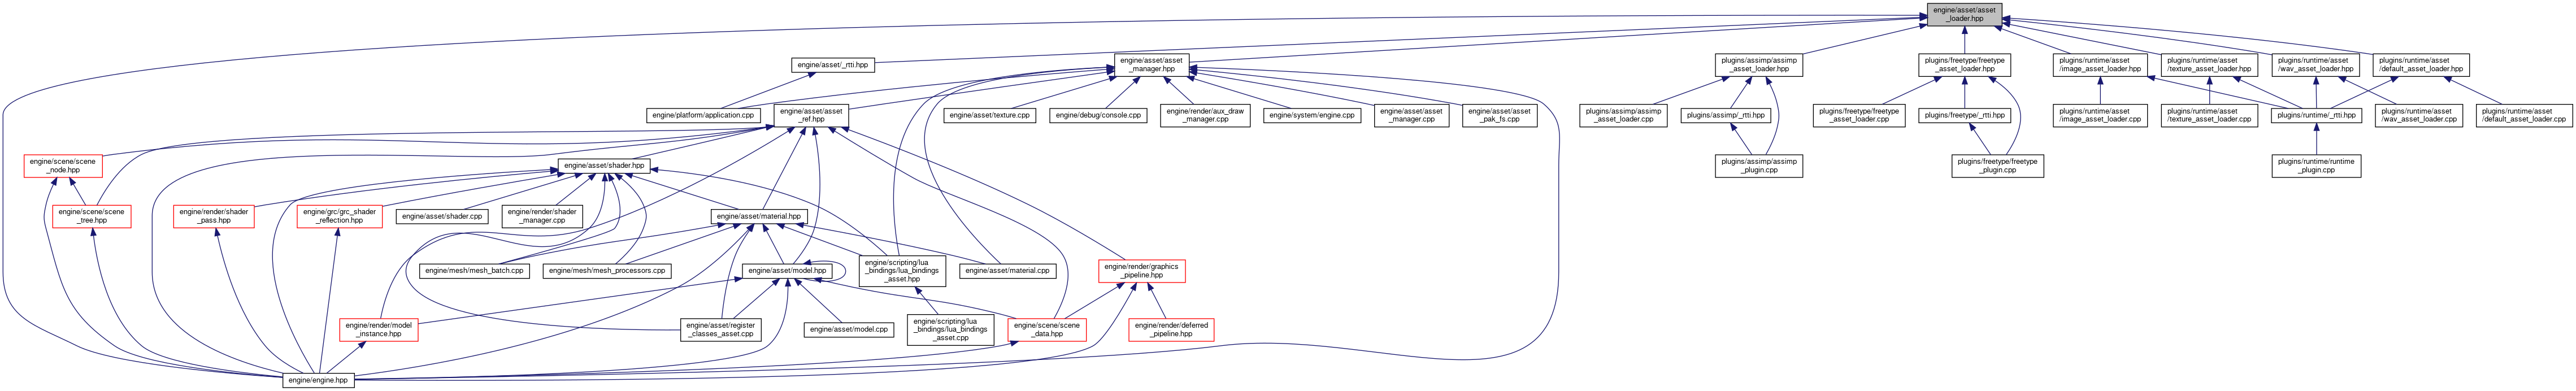 engine/asset/asset
_loader.hpp
engine/asset/_rtti.hpp
engine/asset/asset
_manager.hpp
plugins/assimp/assimp
_asset_loader.hpp
plugins/freetype/freetype
_asset_loader.hpp
plugins/runtime/asset
/image_asset_loader.hpp
plugins/runtime/asset
/texture_asset_loader.hpp
plugins/runtime/asset
/wav_asset_loader.hpp
plugins/runtime/asset
/default_asset_loader.hpp
engine/platform/application.cpp
engine/asset/asset
_ref.hpp
engine/asset/texture.cpp
engine/debug/console.cpp
engine/render/aux_draw
_manager.cpp
engine/system/engine.cpp
engine/asset/asset
_manager.cpp
engine/asset/asset
_pak_fs.cpp
plugins/assimp/assimp
_asset_loader.cpp
plugins/assimp/_rtti.hpp
plugins/freetype/freetype
_asset_loader.cpp
plugins/freetype/_rtti.hpp
plugins/runtime/asset
/image_asset_loader.cpp
plugins/runtime/asset
/texture_asset_loader.cpp
plugins/runtime/_rtti.hpp
plugins/runtime/asset
/wav_asset_loader.cpp
plugins/runtime/asset
/default_asset_loader.cpp
engine/scene/scene
_node.hpp
engine/asset/shader.hpp
plugins/assimp/assimp
_plugin.cpp
plugins/freetype/freetype
_plugin.cpp
plugins/runtime/runtime
_plugin.cpp
engine/scene/scene
_tree.hpp
engine/render/shader
_pass.hpp
engine/grc/grc_shader
_reflection.hpp
engine/asset/shader.cpp
engine/render/shader
_manager.cpp
engine/asset/material.hpp
engine/mesh/mesh_batch.cpp
engine/mesh/mesh_processors.cpp
engine/asset/model.hpp
engine/scripting/lua
_bindings/lua_bindings
_asset.hpp
engine/asset/material.cpp
engine/render/graphics
_pipeline.hpp
engine/render/model
_instance.hpp
engine/asset/register
_classes_asset.cpp
engine/asset/model.cpp
engine/scripting/lua
_bindings/lua_bindings
_asset.cpp
engine/scene/scene
_data.hpp
engine/render/deferred
_pipeline.hpp
engine/engine.hpp